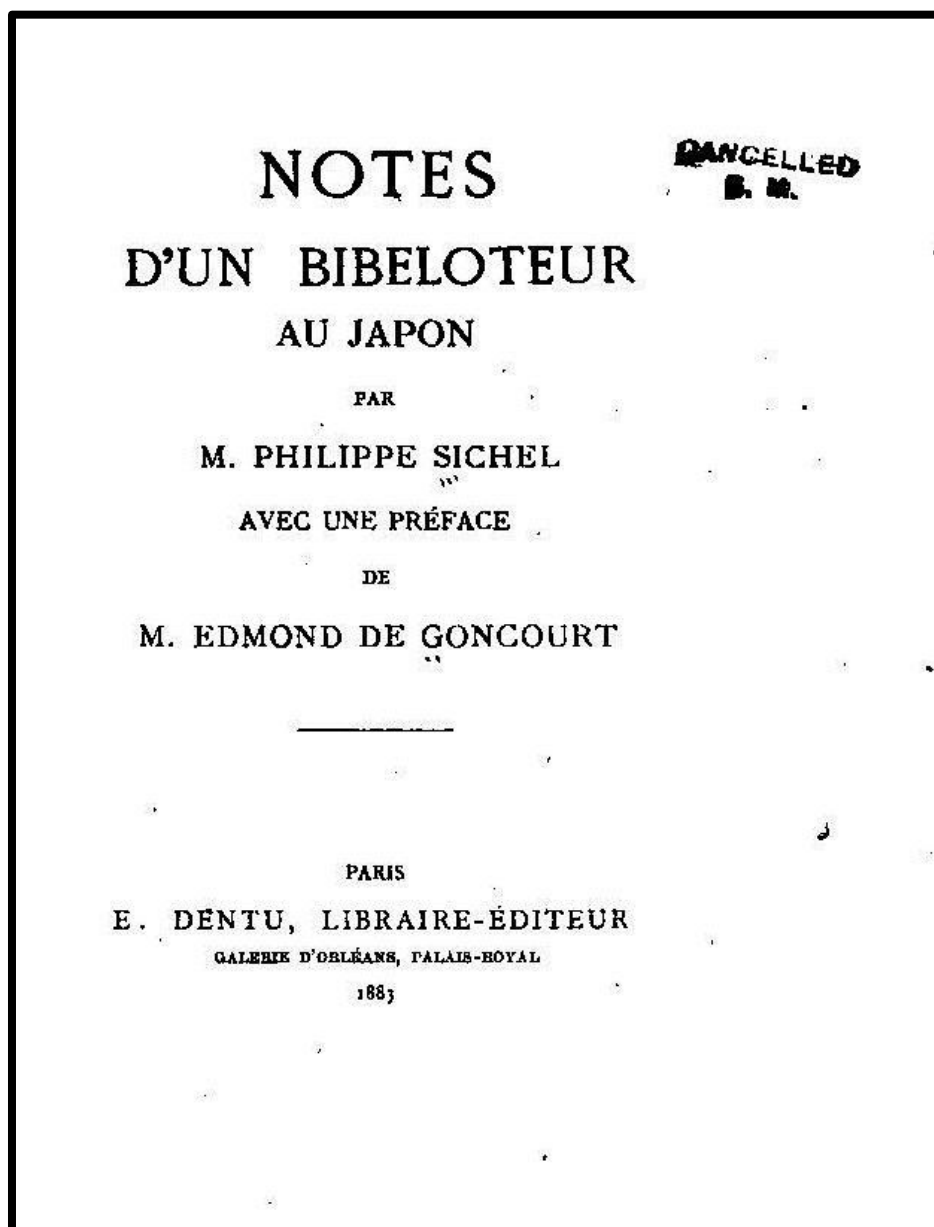 NOTES
D'UN BIBELOTEUR
AU JAPON
PAR
M. PHILIPPE SICHEL
AVEC UNE PRÉFACE
DE
M. EDMOND DE GONCOURT
PARIS
E. DENTU, LIBRAIRE-ÉDITEUR
GALERIE D'ORLÉANS, PALAIS-ROYAL
1883
CANCELLED